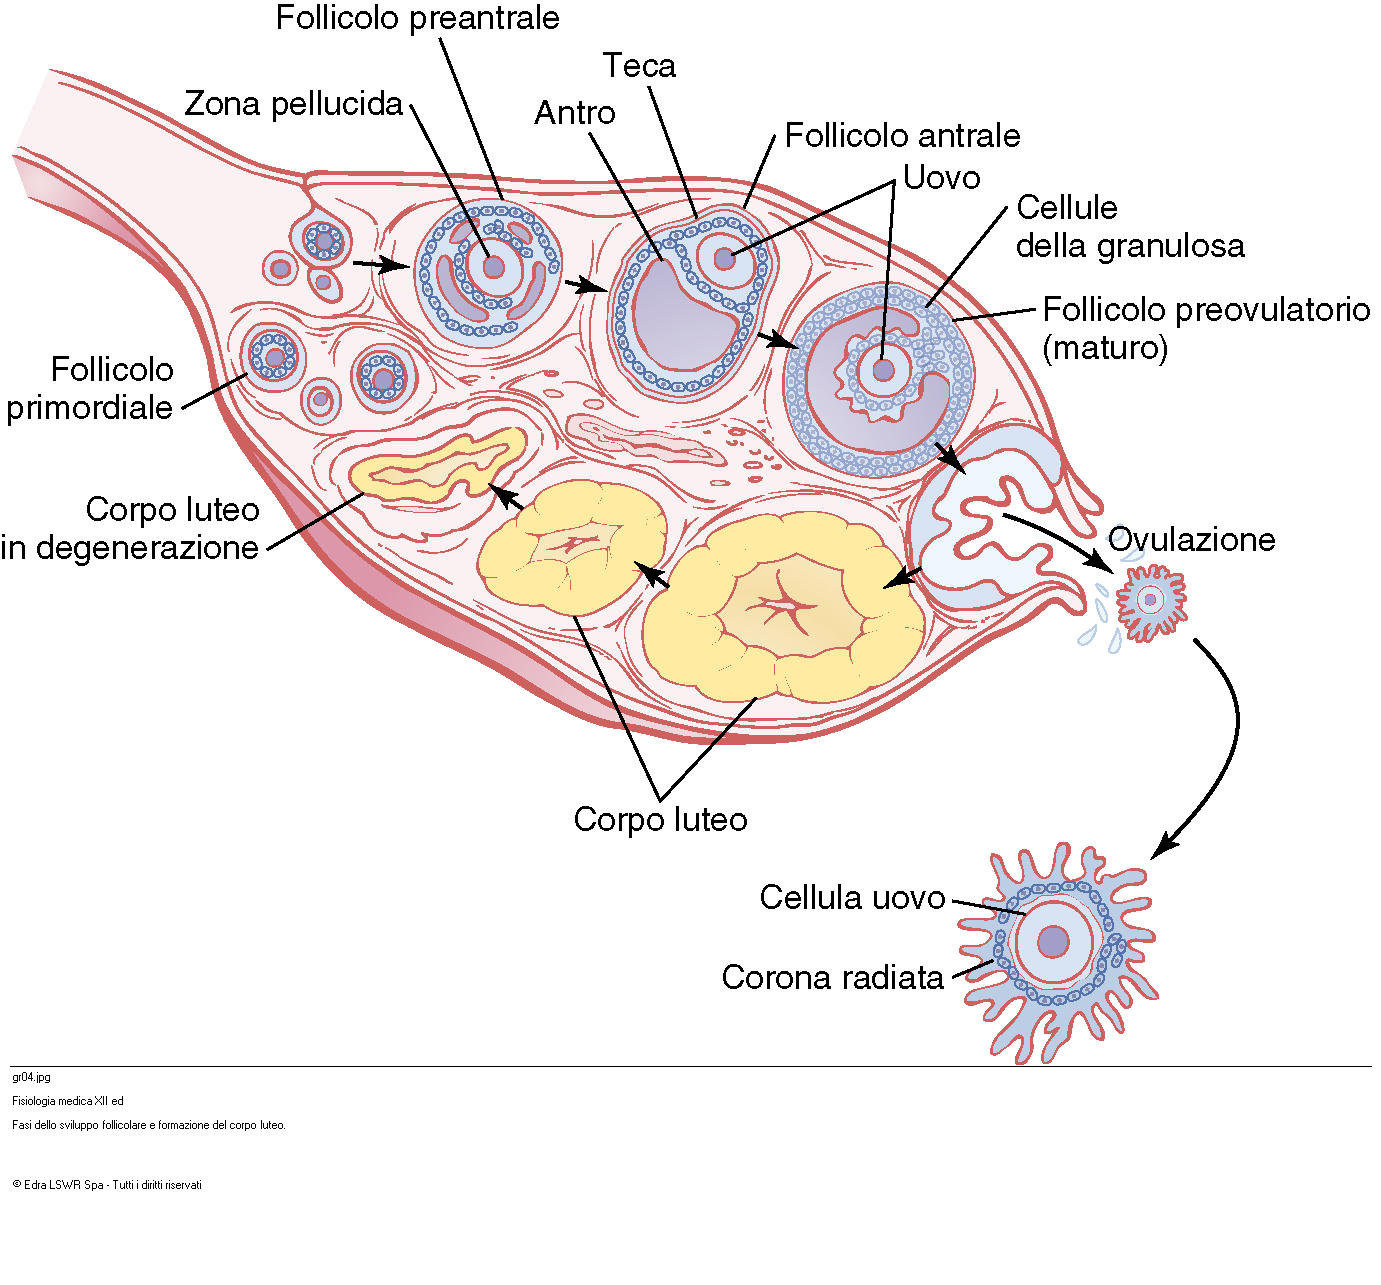 Follicolo preantrale
Teca
Zona pellucida
Antro
Follicolo antrale
Uovo
Cellule
della granulosa
Follicolo preovulatorio
(maturo)
Follicolo
primordiale
Corpo luteo
in degenerazione
Ovulazione
Corpo luteo
Cellula uovo
Corona radiata
gr04.jpg
Fisiologia medica XII ed
Fasi dello sviluppo follicolare e formazione del corpo luteo.
© Edra LSWR Spa - Tutti i diritti riservati